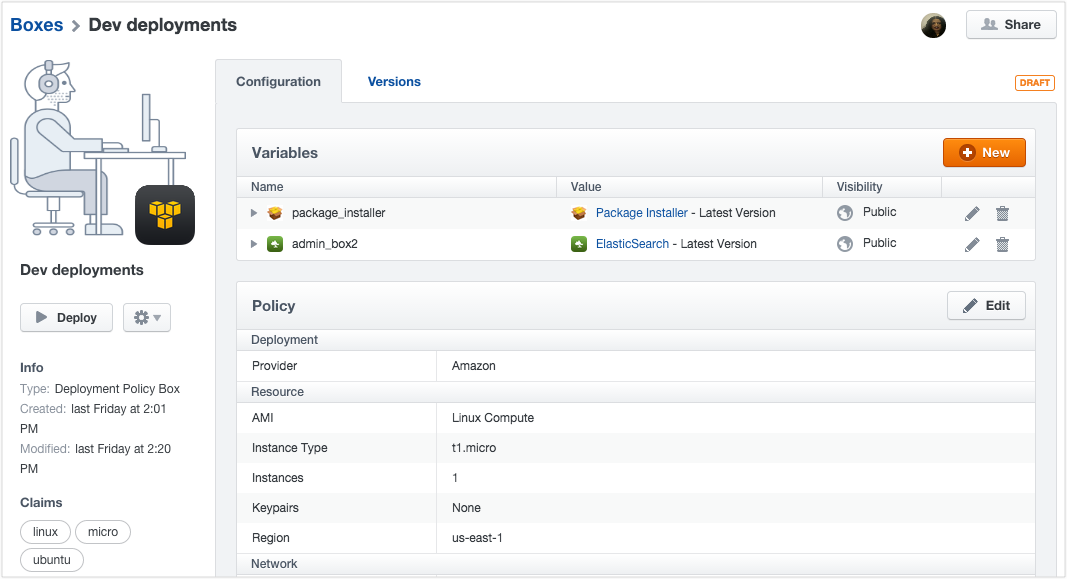 Boxes > Dev deployments
Share
Configuration
Versions
DRAFT
Dev deployments
Deploy
Info
Type: Deployment Policy Box
Created: last Friday at 2:01
PM
Modified: last Friday at 2:20
PM
Claims
linux
micro
ubuntu
Variables
New
Name Value Visibility
package_installer Package Installer - Latest Version Public
admin_box2 ElasticSearch - Latest Version Public
Policy
Edit
Deployment
Provider Amazon
Resource
AMI Linux Compute
Instance Type t1.micro
Instances 1
Keypairs None
Region us-east-1
Network